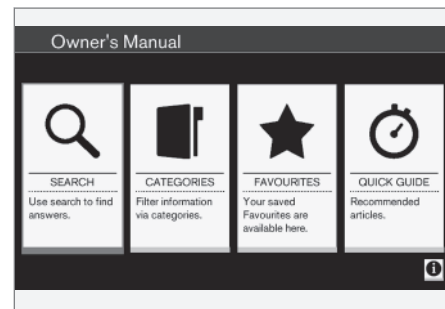 Owner's Manual
SEARCH
Use search to find
answers.
CATEGORIES
Filter information
via categories.
FAVOURITES
Your saved
Favourites are
available here.
QUICK GUIDE
Recommended
articles.